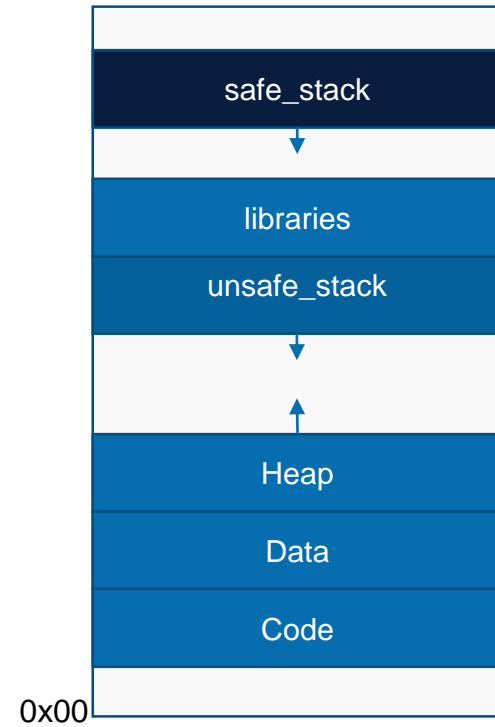 safe_stack
libraries
unsafe_stack
Heap
Data
Code
0x00